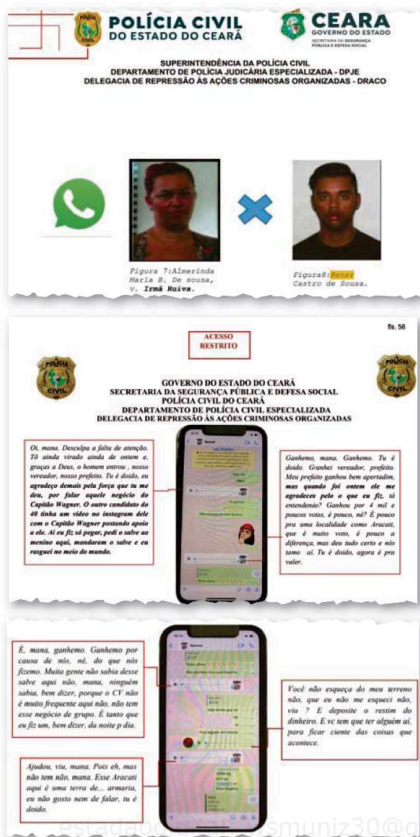 POLÍCIA CIVIL
DO ESTADO DO CEARÁ
CEARÁ
GOVERNO DO ESTADO
SECRETARIA DA SEGURANÇA
PÚBLICA E DEFESA SOCIAL
SUPERINTENDÊNCIA DA POLÍCIA CIVIL
DEPARTAMENTO DE POLÍCIA JUDICIÁRIA ESPECIALIZADA - DPJE
DELEGACIA DE REPRESSÃO ÀS AÇÕES CRIMINOSAS ORGANIZADAS - DRACO
Figura 7:Almerinda
Marla B. De sousa,
v. Irmã Ruiva.
Figura8:Renez
Castro de Sousa.
fls. 56
ACESSO
RESTRITO
GOVERNO DO ESTADO DO CEARÁ
SECRETARIA DA SEGURANÇA PÚBLICA E DEFESA SOCIAL
POLÍCIA CIVIL DO CEARÁ
DEPARTAMENTO DE POLÍCIA CIVIL ESPECIALIZADA
DELEGACIA DE REPRESSÃO ÀS AÇÕES CRIMINOSAS ORGANIZADAS
Oi, mana. Desculpa a falta de atenção.
Tô ainda virado ainda de ontem e,
graças a Deus, o homem entrou , nosso
vereador, nosso prefeito. Tu é doido, eu
agradeço demais pela força que tu me
deu, por falar aquele negócio do
Capitão Wagner. O outro candidato do
40 tinha um vídeo no instagram dele
com o Capitão Wagner postando apoio
a ele. Aí eu fiz só pegar, pedi o salve ao
menino aqui, mandaram o salve e eu
rasguei no meio do mundo.
Ganhemo, mana. Ganhemo. Tu é
doido. Granhei vereador, prefeito.
Meu prefeito ganhou bem apertadim,
mas quando foi ontem ele me
agradeceu pelo o que eu fiz, tá
entendendo? Ganhou por 4 mil e
poucos votos, é pouco, né? É pouco
pra uma localidade como Aracati,
que é muito voto, é pouco a
diferença, mas deu tudo certo e nós
tamo aí. Tu é doido, agora é pra
valer.
É, mana, ganhemo. Ganhemo por
causa de nós, né, do que nós
fizemo. Muita gente não sabia desse
salve aqui não, mana, ninguém
sabia, bem dizer, porque o CV não
é muito frequente aqui não, não tem
esse negócio de grupo. É tanto que
eu fiz um, bem dizer, da noite p dia.
Você não esqueça do meu terreno
não, que eu não me esqueci não,
viu ? E deposite o restim do
dinheiro. E vc tem que ter alguém aí,
para ficar ciente das coisas que
acontece.
Ajudou, viu, mana. Pois eh, mas
não tem não, mana. Esse Aracati
aqui é uma terra de... armaria,
eu não gosto nem de falar, tu é
doido.